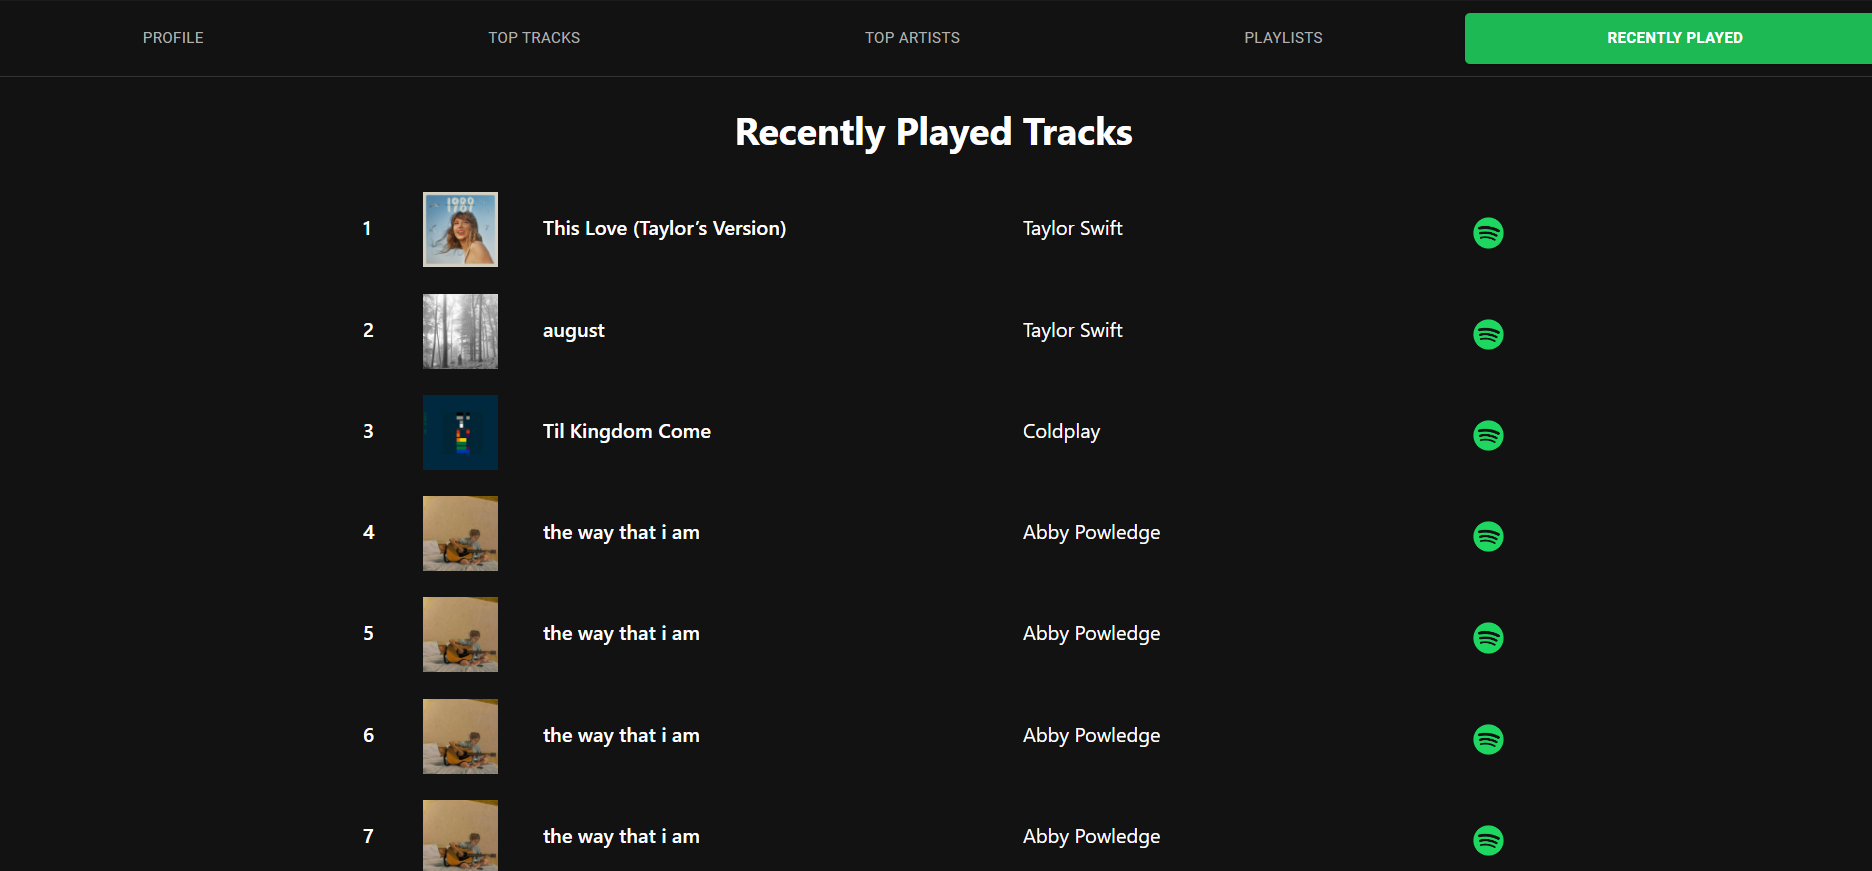 PROFILE TOP TRACKS TOP ARTISTS PLAYLISTS RECENTLY PLAYED
Recently Played Tracks
1 This Love (Taylor’s Version) Taylor Swift
2 august Taylor Swift
3 Til Kingdom Come Coldplay
4 the way that i am Abby Powledge
5 the way that i am Abby Powledge
6 the way that i am Abby Powledge
7 the way that i am Abby Powledge